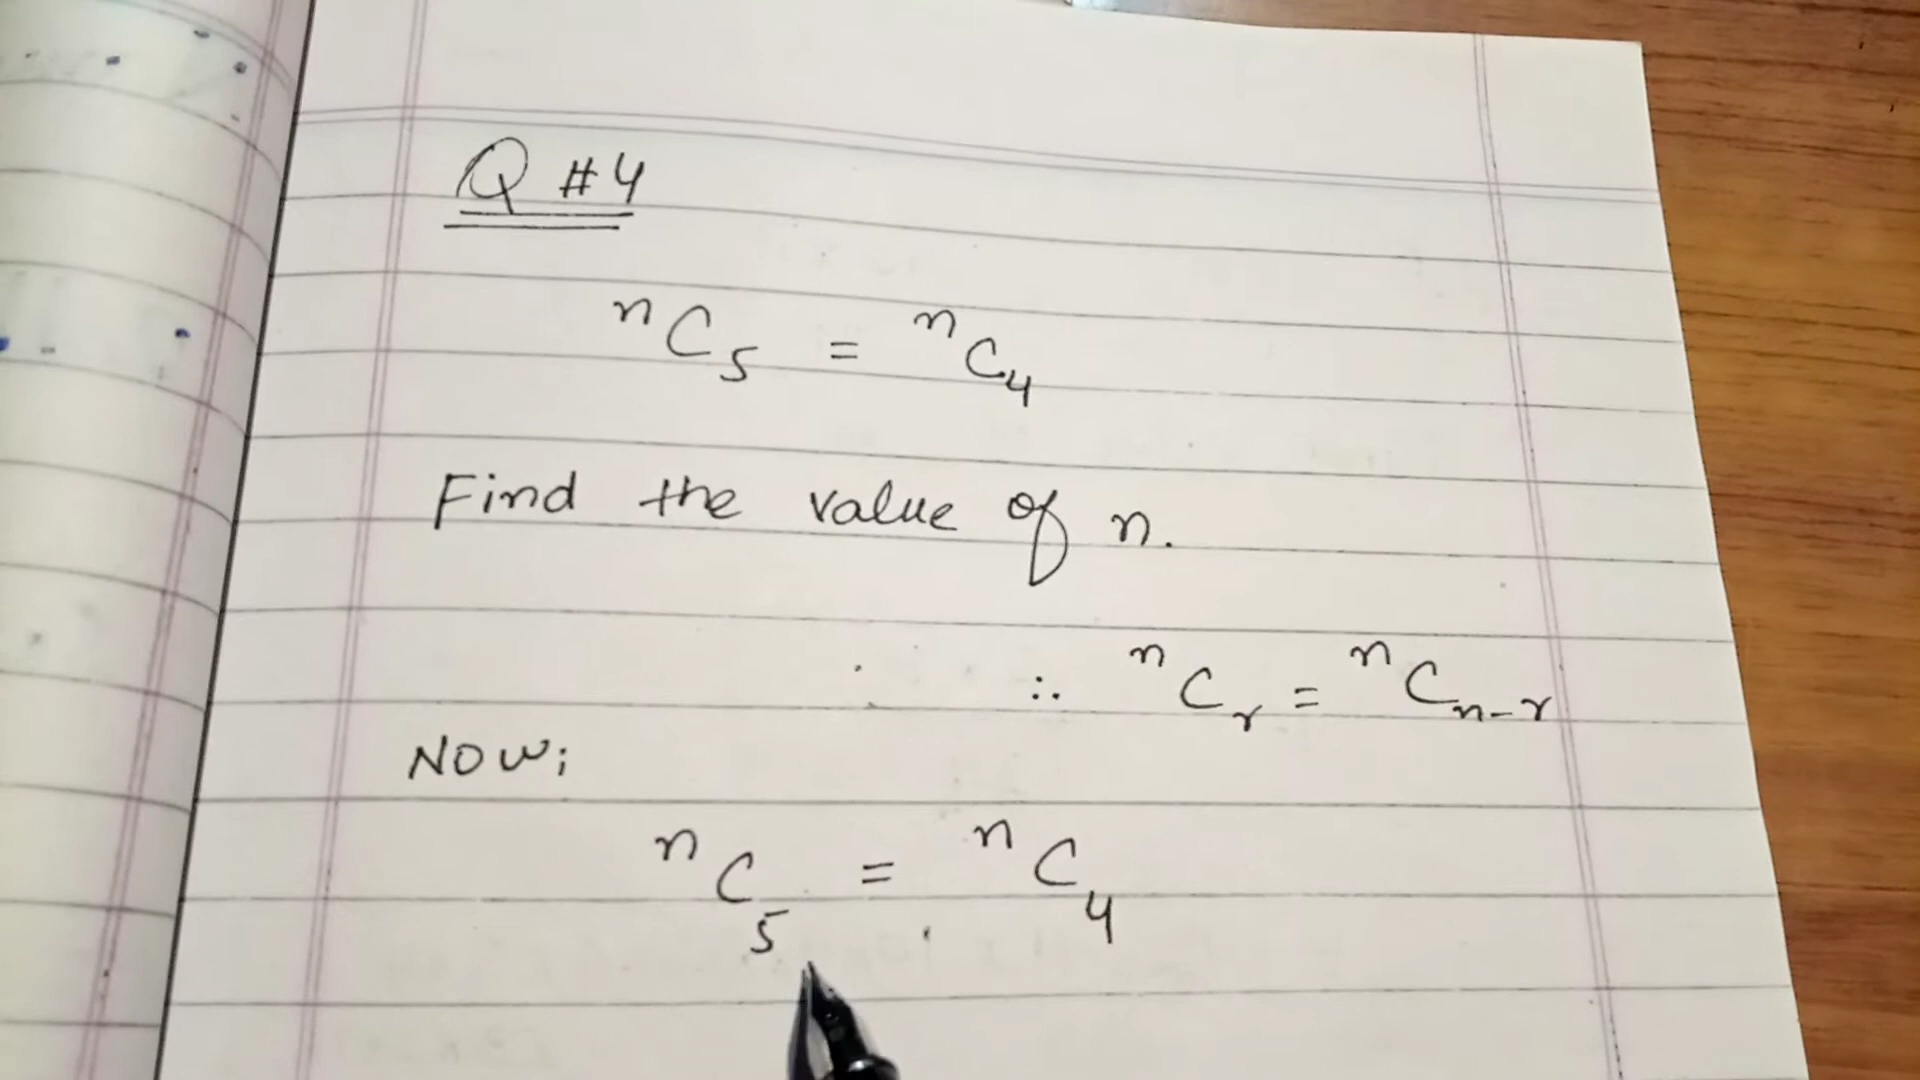 Q #4
ⁿC₅ = ⁿC₄
Find the value of n.
∴ ⁿCᵣ = ⁿCₙ₋ᵣ
Now;
ⁿC₅ = ⁿC₄